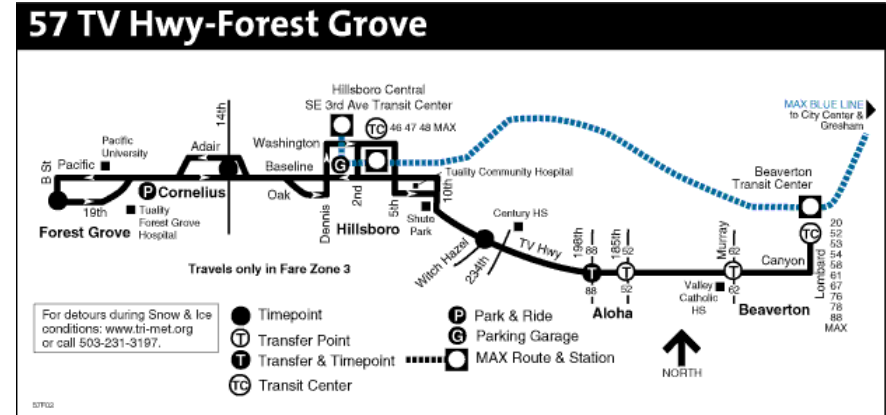 57 TV Hwy-Forest Grove
Hillsboro Central
SE 3rd Ave Transit Center
TC 46 47 48 MAX
MAX BLUE LINE
to City Center &
Gresham
14th
Adair
Washington
Pacific
University
B St
Pacific
Baseline
G
Tuality Community Hospital
Beaverton
Transit Center
P Cornelius
Oak
2nd
5th
10th
19th
Tuality
Forest Grove
Hospital
Forest Grove
Dennis
Hillsboro
Shute
Park
Century HS
TC
20
52
53
54
58
61
67
76
78
88
MAX
Witch Hazel
234th
TV Hwy
198th
88
T
88
185th
52
T
52
Murray
62
T
62
Canyon
Lombard
Travels only in Fare Zone 3
Valley
Catholic
HS
Aloha
Beaverton
For detours during Snow & Ice
conditions: www.tri-met.org
or call 503-231-3197.
Timepoint
T Transfer Point
T Transfer & Timepoint
TC Transit Center
P Park & Ride
G Parking Garage
MAX Route & Station
NORTH
57F03